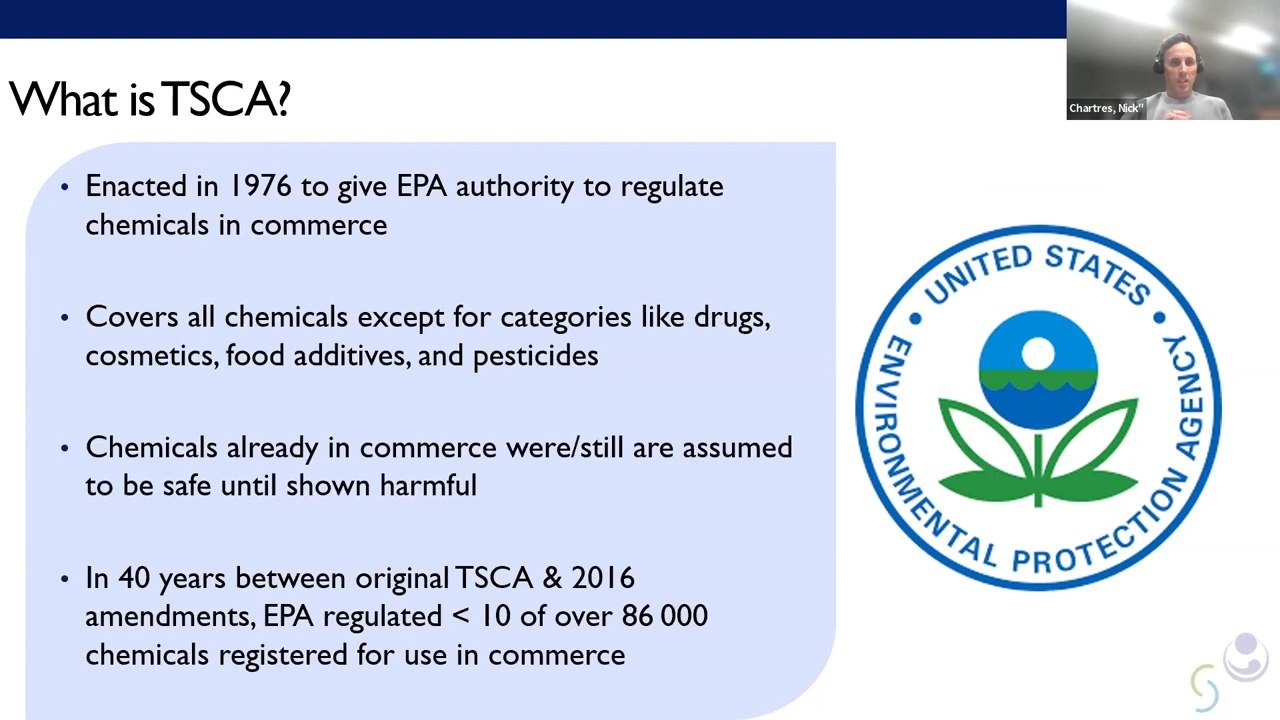 What is TSCA?
Chartres, Nick"
• Enacted in 1976 to give EPA authority to regulate
chemicals in commerce
• Covers all chemicals except for categories like drugs,
cosmetics, food additives, and pesticides
• Chemicals already in commerce were/still are assumed
to be safe until shown harmful
• In 40 years between original TSCA & 2016
amendments, EPA regulated < 10 of over 86 000
chemicals registered for use in commerce
• UNITED STATES •
ENVIRONMENTAL PROTECTION AGENCY